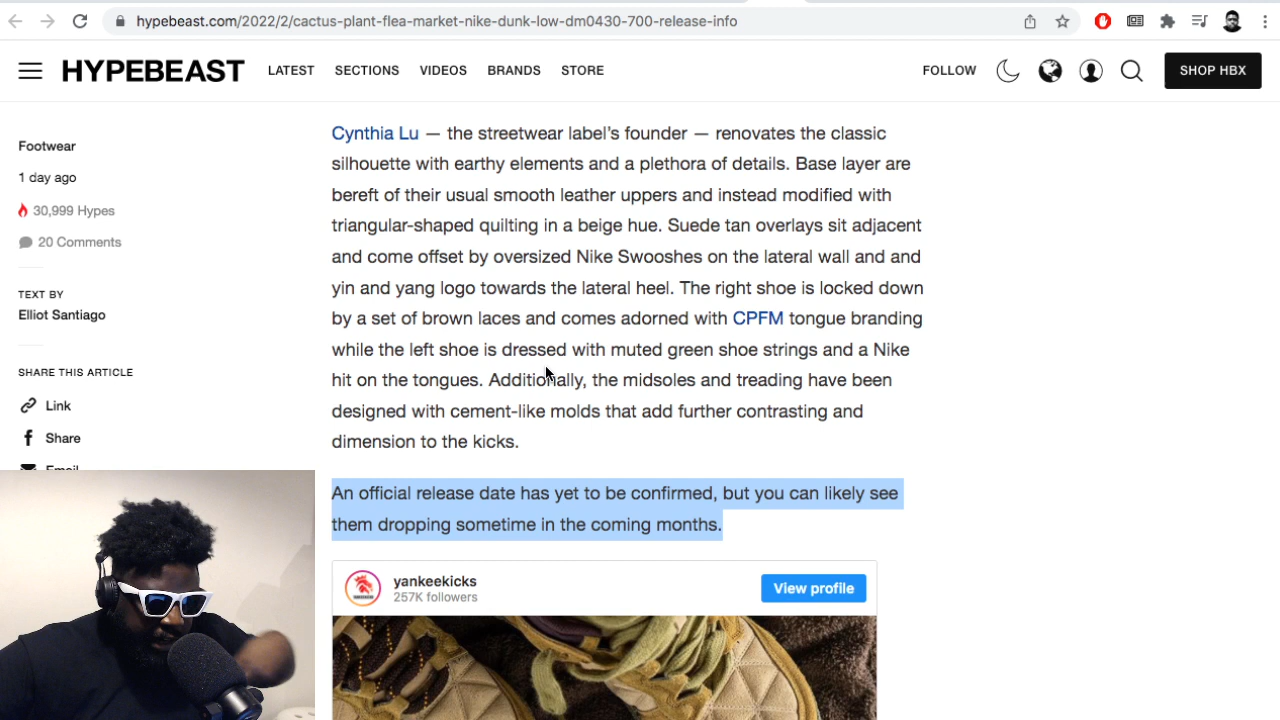 hypebeast.com/2022/2/cactus-plant-flea-market-nike-dunk-low-dm0430-700-release-info
HYPEBEAST LATEST SECTIONS VIDEOS BRANDS STORE FOLLOW SHOP HBX
Footwear
1 day ago
30,999 Hypes
20 Comments
TEXT BY
Elliot Santiago
SHARE THIS ARTICLE
Link
Share
Email
Cynthia Lu — the streetwear label's founder — renovates the classic
silhouette with earthy elements and a plethora of details. Base layer are
bereft of their usual smooth leather uppers and instead modified with
triangular-shaped quilting in a beige hue. Suede tan overlays sit adjacent
and come offset by oversized Nike Swooshes on the lateral wall and and
yin and yang logo towards the lateral heel. The right shoe is locked down
by a set of brown laces and comes adorned with CPFM tongue branding
while the left shoe is dressed with muted green shoe strings and a Nike
hit on the tongues. Additionally, the midsoles and treading have been
designed with cement-like molds that add further contrasting and
dimension to the kicks.
An official release date has yet to be confirmed, but you can likely see
them dropping sometime in the coming months.
yankeekicks
257K followers
View profile